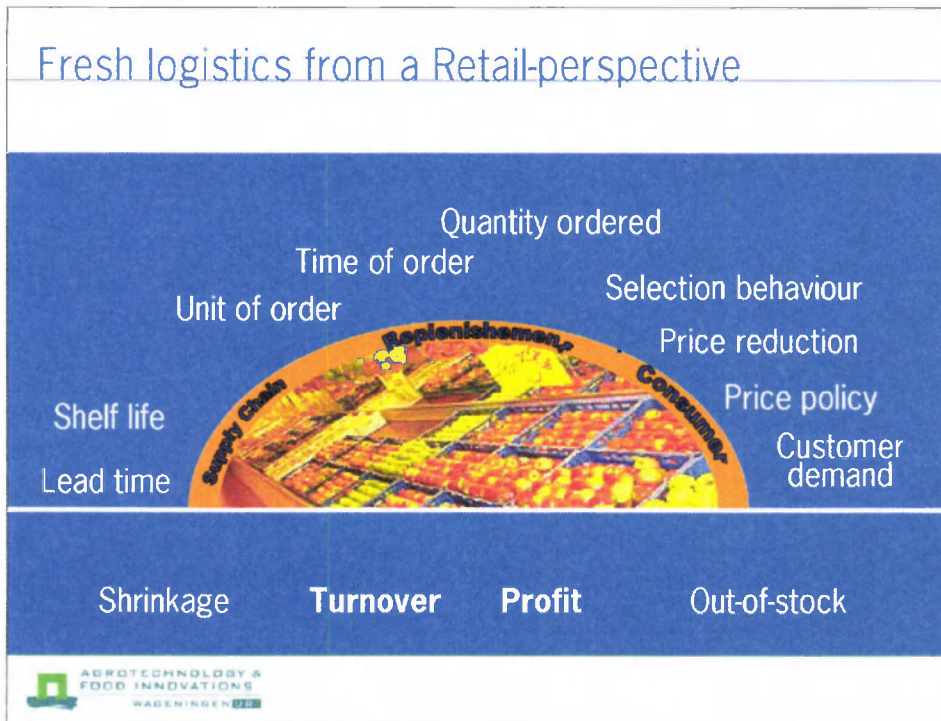 Fresh logistics from a Retail-perspective
Quantity ordered
Time of order
Unit of order
Selection behaviour
Price reduction
Price policy
Customer
demand
Shelf life
Lead time
Supply Chain
Replenishement
Consumer
Shrinkage
Turnover
Profit
Out-of-stock
AGROTECHNOLOGY &
FOOD INNOVATIONS
WAGENINGEN UR